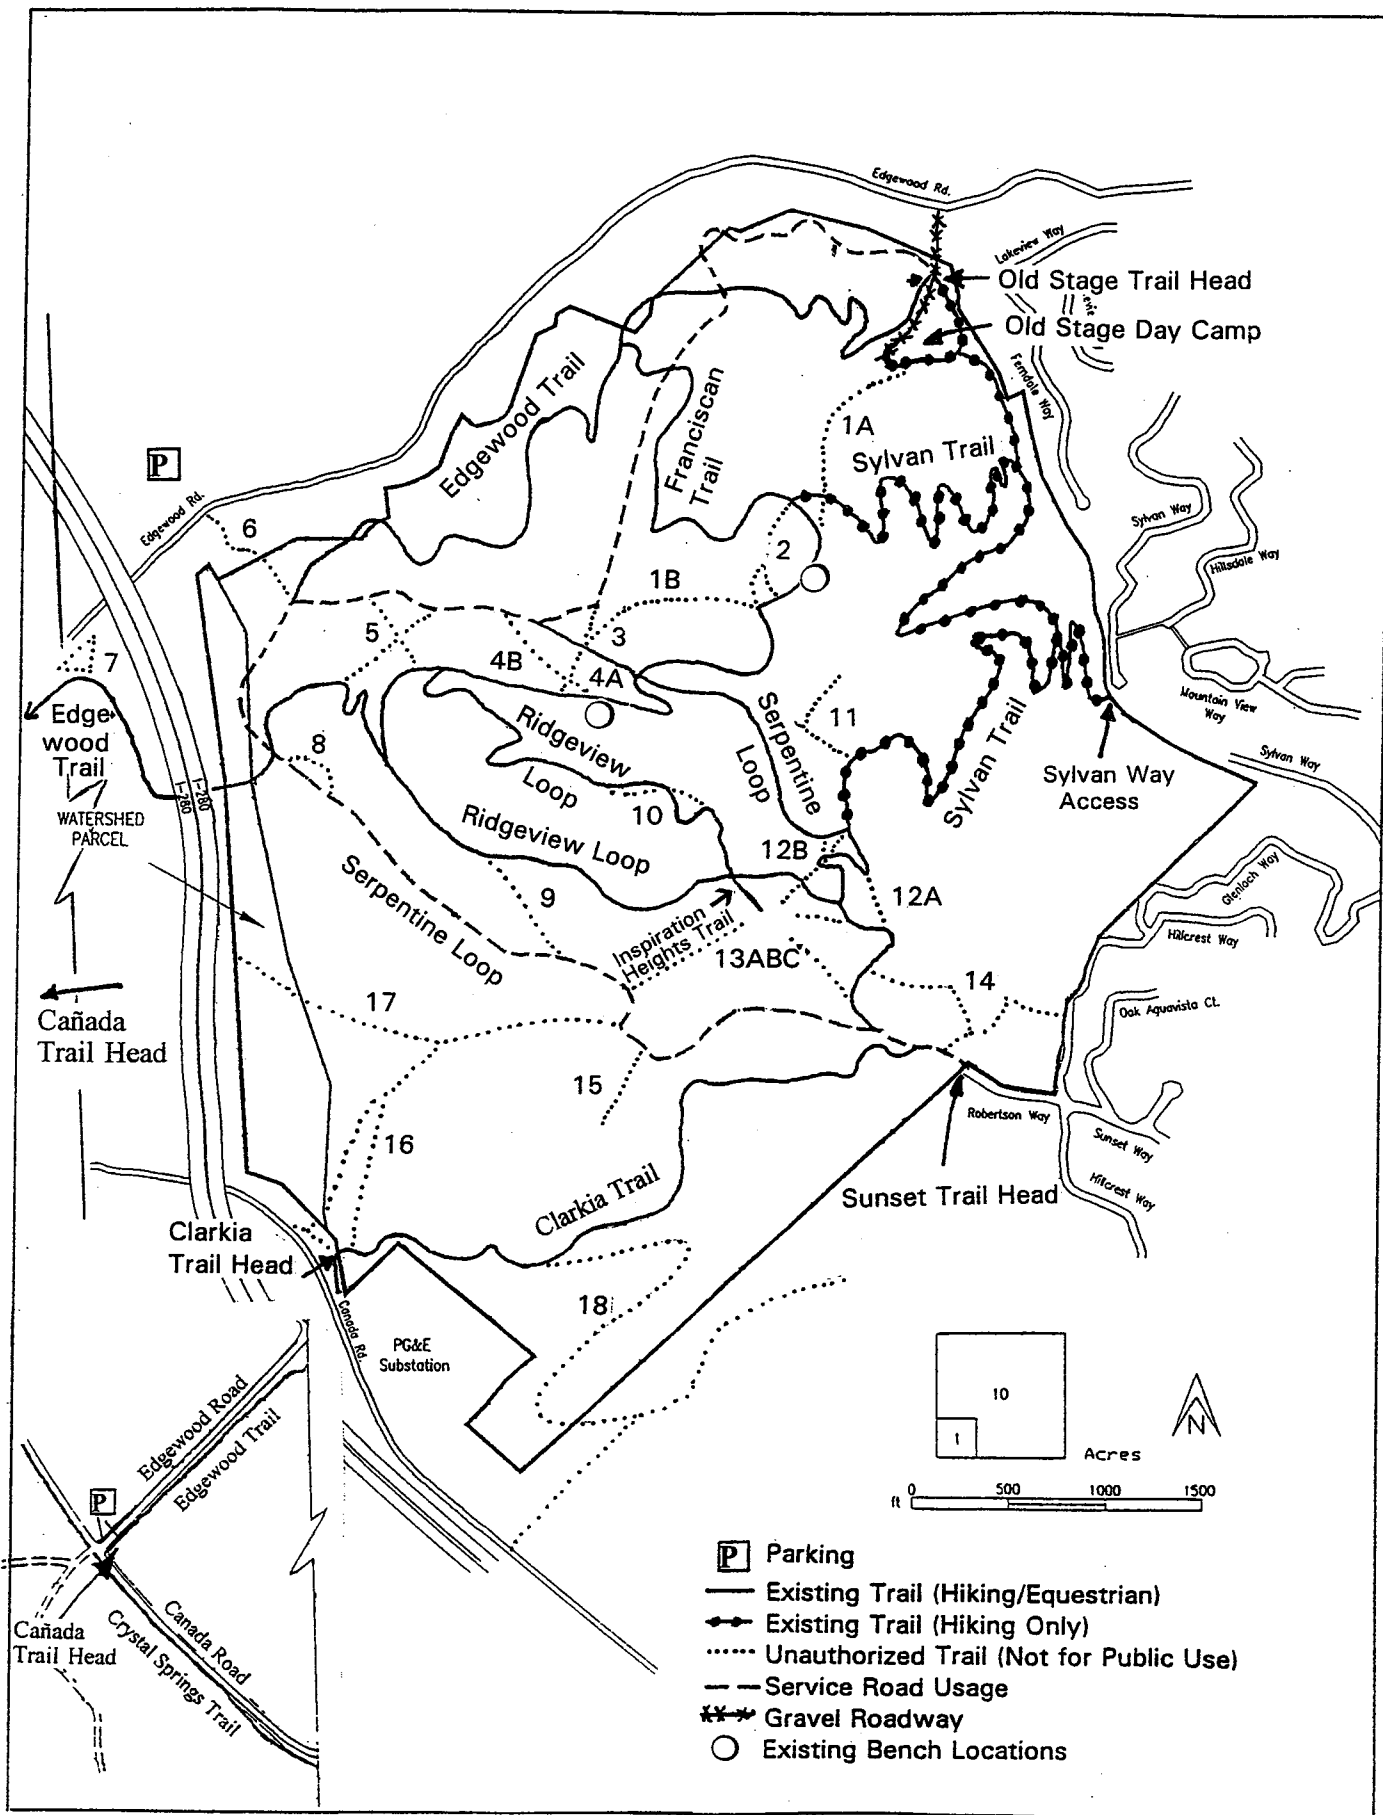 Edgewood Rd.
Lakeview Way
Old Stage Trail Head
Old Stage Day Camp
Ferndale Way
Edgewood Trail
Franciscan
Trail
1A
Sylvan Trail
P
Edgewood Rd.
6
2
Sylvan Way
Hillsdale Way
1B
5
3
7
4B
4A
Edge
wood
Trail
Serpentine
Loop
11
Sylvan Trail
Mountain View
Way
Sylvan Way
Ridgeview
Loop
8
I-280
I-280
Sylvan Way
Access
WATERSHED
PARCEL
10
Ridgeview Loop
12B
Serpentine Loop
9
12A
Glenloch Way
Hillcrest Way
Inspiration
Heights Trail
13ABC
14
17
Oak Aquavista Ct.
Cañada
Trail Head
15
Robertson Way
Sunset Way
16
Hillcrest Way
Sunset Trail Head
Clarkia Trail
Clarkia
Trail Head
18
Canada Rd.
PG&E
Substation
10
1
Acres
N
ft 0 500 1000 1500
Edgewood Road
Edgewood Trail
P
Cañada
Trail Head
Canada Road
Crystal Springs Trail
P Parking
Existing Trail (Hiking/Equestrian)
Existing Trail (Hiking Only)
Unauthorized Trail (Not for Public Use)
Service Road Usage
Gravel Roadway
Existing Bench Locations